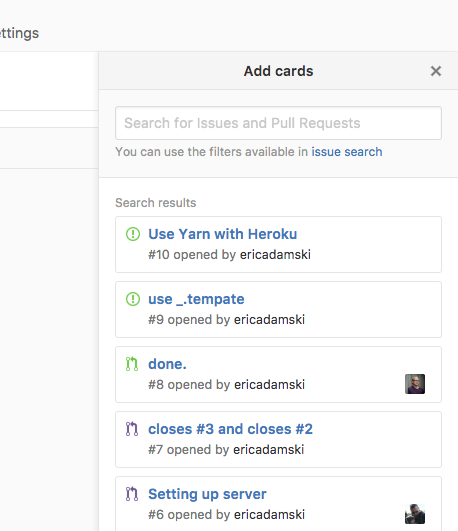 ettings
Add cards
Search for Issues and Pull Requests
You can use the filters available in issue search
Search results
Use Yarn with Heroku
#10 opened by ericadamski
use _.tempate
#9 opened by ericadamski
done.
#8 opened by ericadamski
closes #3 and closes #2
#7 opened by ericadamski
Setting up server
#6 opened by ericadamski